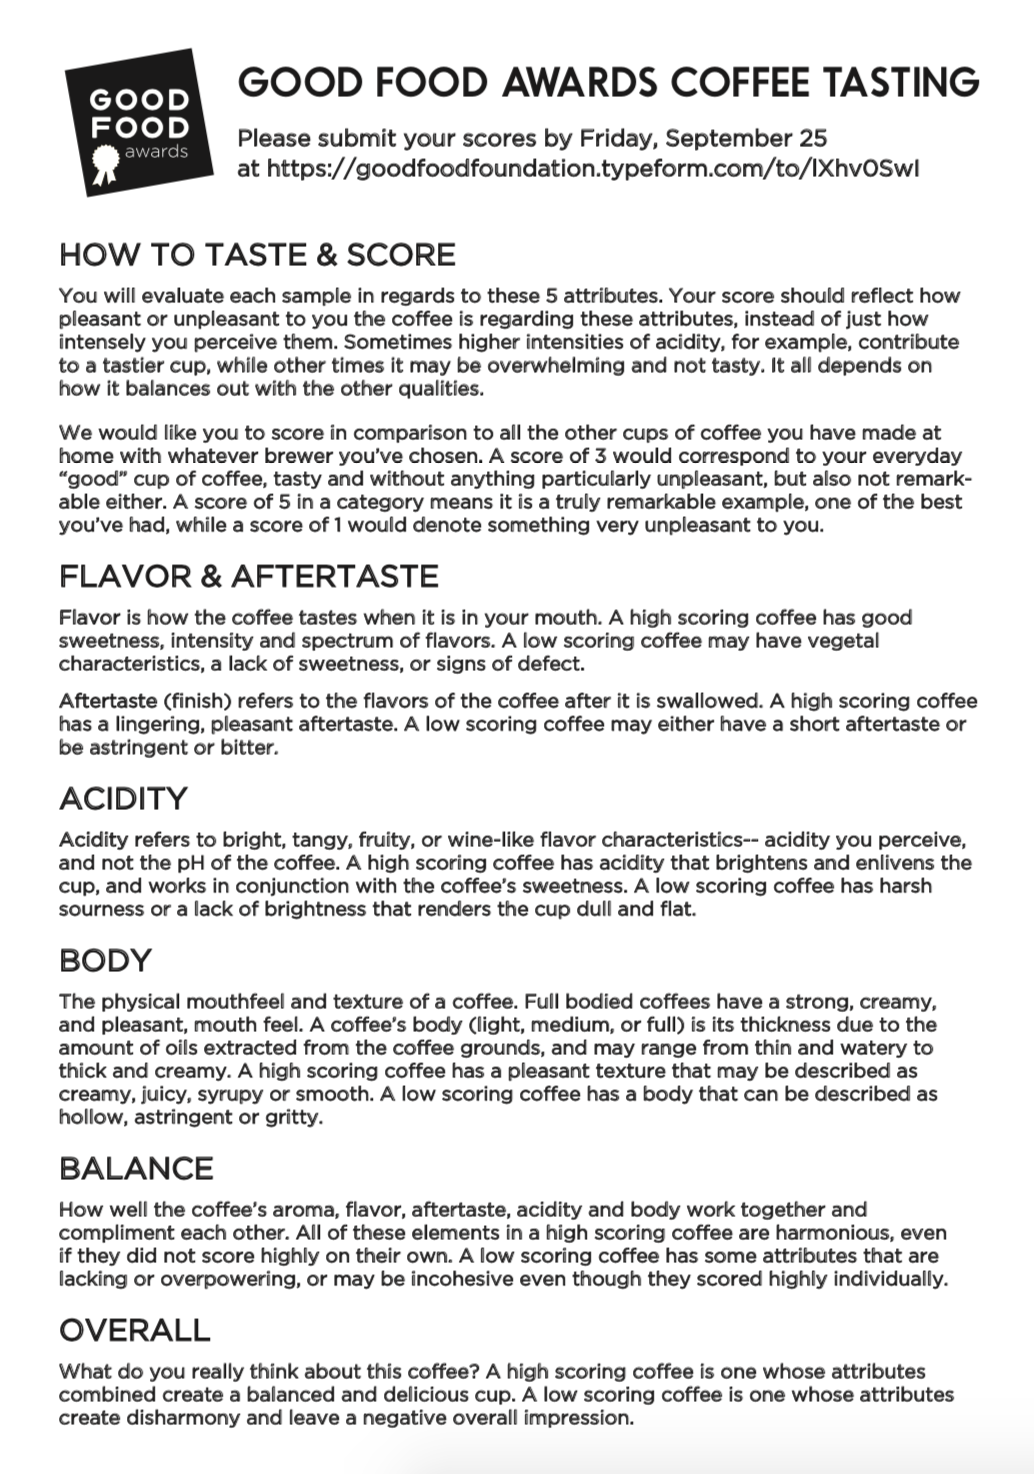 GOOD
FOOD
awards
GOOD FOOD AWARDS COFFEE TASTING
Please submit your scores by Friday, September 25
at https://goodfoodfoundation.typeform.com/to/lXhv0Swl
HOW TO TASTE & SCORE
You will evaluate each sample in regards to these 5 attributes. Your score should reflect how
pleasant or unpleasant to you the coffee is regarding these attributes, instead of just how
intensely you perceive them. Sometimes higher intensities of acidity, for example, contribute
to a tastier cup, while other times it may be overwhelming and not tasty. It all depends on
how it balances out with the other qualities.
We would like you to score in comparison to all the other cups of coffee you have made at
home with whatever brewer you’ve chosen. A score of 3 would correspond to your everyday
“good” cup of coffee, tasty and without anything particularly unpleasant, but also not remark-
able either. A score of 5 in a category means it is a truly remarkable example, one of the best
you’ve had, while a score of 1 would denote something very unpleasant to you.
FLAVOR & AFTERTASTE
Flavor is how the coffee tastes when it is in your mouth. A high scoring coffee has good
sweetness, intensity and spectrum of flavors. A low scoring coffee may have vegetal
characteristics, a lack of sweetness, or signs of defect.
Aftertaste (finish) refers to the flavors of the coffee after it is swallowed. A high scoring coffee
has a lingering, pleasant aftertaste. A low scoring coffee may either have a short aftertaste or
be astringent or bitter.
ACIDITY
Acidity refers to bright, tangy, fruity, or wine-like flavor characteristics-- acidity you perceive,
and not the pH of the coffee. A high scoring coffee has acidity that brightens and enlivens the
cup, and works in conjunction with the coffee’s sweetness. A low scoring coffee has harsh
sourness or a lack of brightness that renders the cup dull and flat.
BODY
The physical mouthfeel and texture of a coffee. Full bodied coffees have a strong, creamy,
and pleasant, mouth feel. A coffee’s body (light, medium, or full) is its thickness due to the
amount of oils extracted from the coffee grounds, and may range from thin and watery to
thick and creamy. A high scoring coffee has a pleasant texture that may be described as
creamy, juicy, syrupy or smooth. A low scoring coffee has a body that can be described as
hollow, astringent or gritty.
BALANCE
How well the coffee’s aroma, flavor, aftertaste, acidity and body work together and
compliment each other. All of these elements in a high scoring coffee are harmonious, even
if they did not score highly on their own. A low scoring coffee has some attributes that are
lacking or overpowering, or may be incohesive even though they scored highly individually.
OVERALL
What do you really think about this coffee? A high scoring coffee is one whose attributes
combined create a balanced and delicious cup. A low scoring coffee is one whose attributes
create disharmony and leave a negative overall impression.